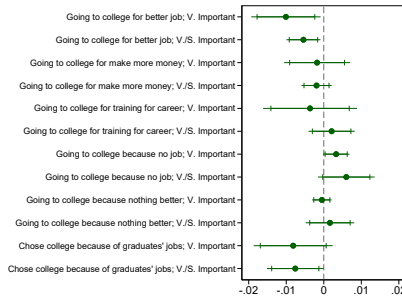 Going to college for better job; V. Important
Going to college for better job; V./S. Important
Going to college for make more money; V. Important
Going to college for make more money; V./S. Important
Going to college for training for career; V. Important
Going to college for training for career; V./S. Important
Going to college because no job; V. Important
Going to college because no job; V./S. Important
Going to college because nothing better; V. Important
Going to college because nothing better; V./S. Important
Chose college because of graduates' jobs; V. Important
Chose college because of graduates' jobs; V./S. Important
-.02 -.01 0 .01 .02